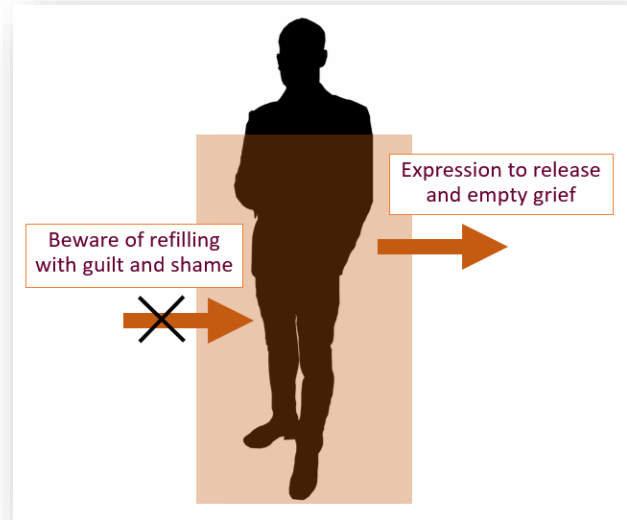 Expression to release
and empty grief
Beware of refilling
with guilt and shame